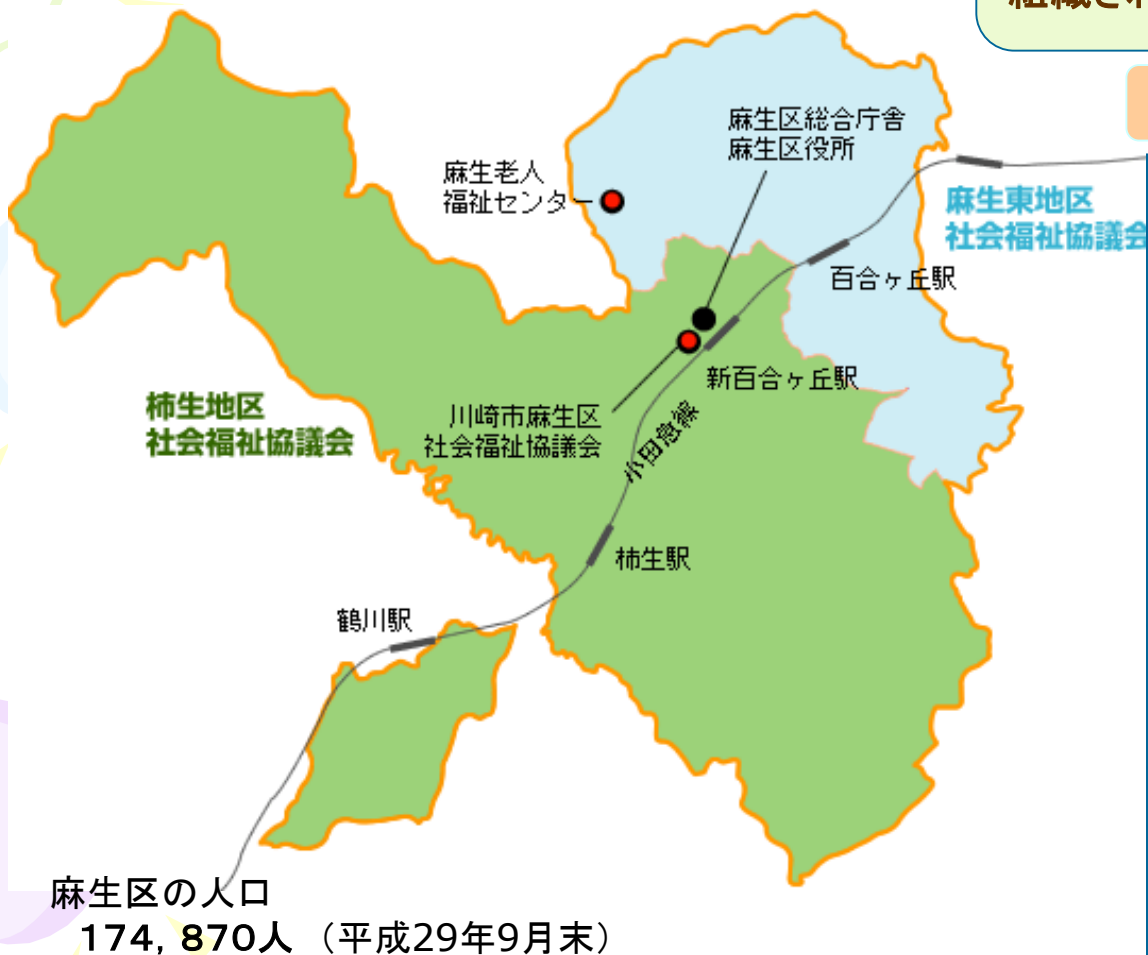 組織され
麻生区総合庁舎
麻生区役所
麻生老人
福祉センター
麻生東地区
社会福祉協議会
百合ヶ丘駅
新百合ヶ丘駅
柿生地区
社会福祉協議会
川崎市麻生区
社会福祉協議会
小田急線
柿生駅
鶴川駅
麻生区の人口
174，870人 （平成29年9月末）